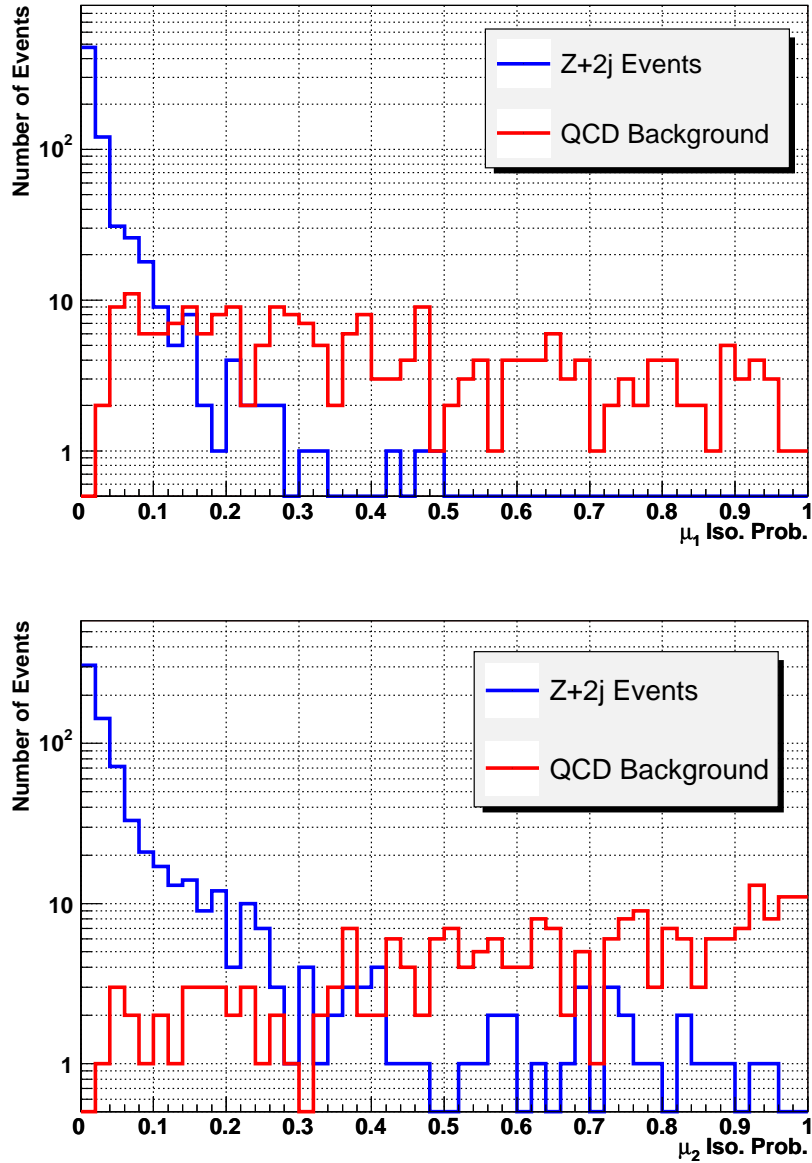 Number of Events
10²
10
1
Z+2j Events
QCD Background
0 0.1 0.2 0.3 0.4 0.5 0.6 0.7 0.8 0.9 1
μ₁ Iso. Prob.
Number of Events
10²
10
1
Z+2j Events
QCD Background
0 0.1 0.2 0.3 0.4 0.5 0.6 0.7 0.8 0.9 1
μ₂ Iso. Prob.